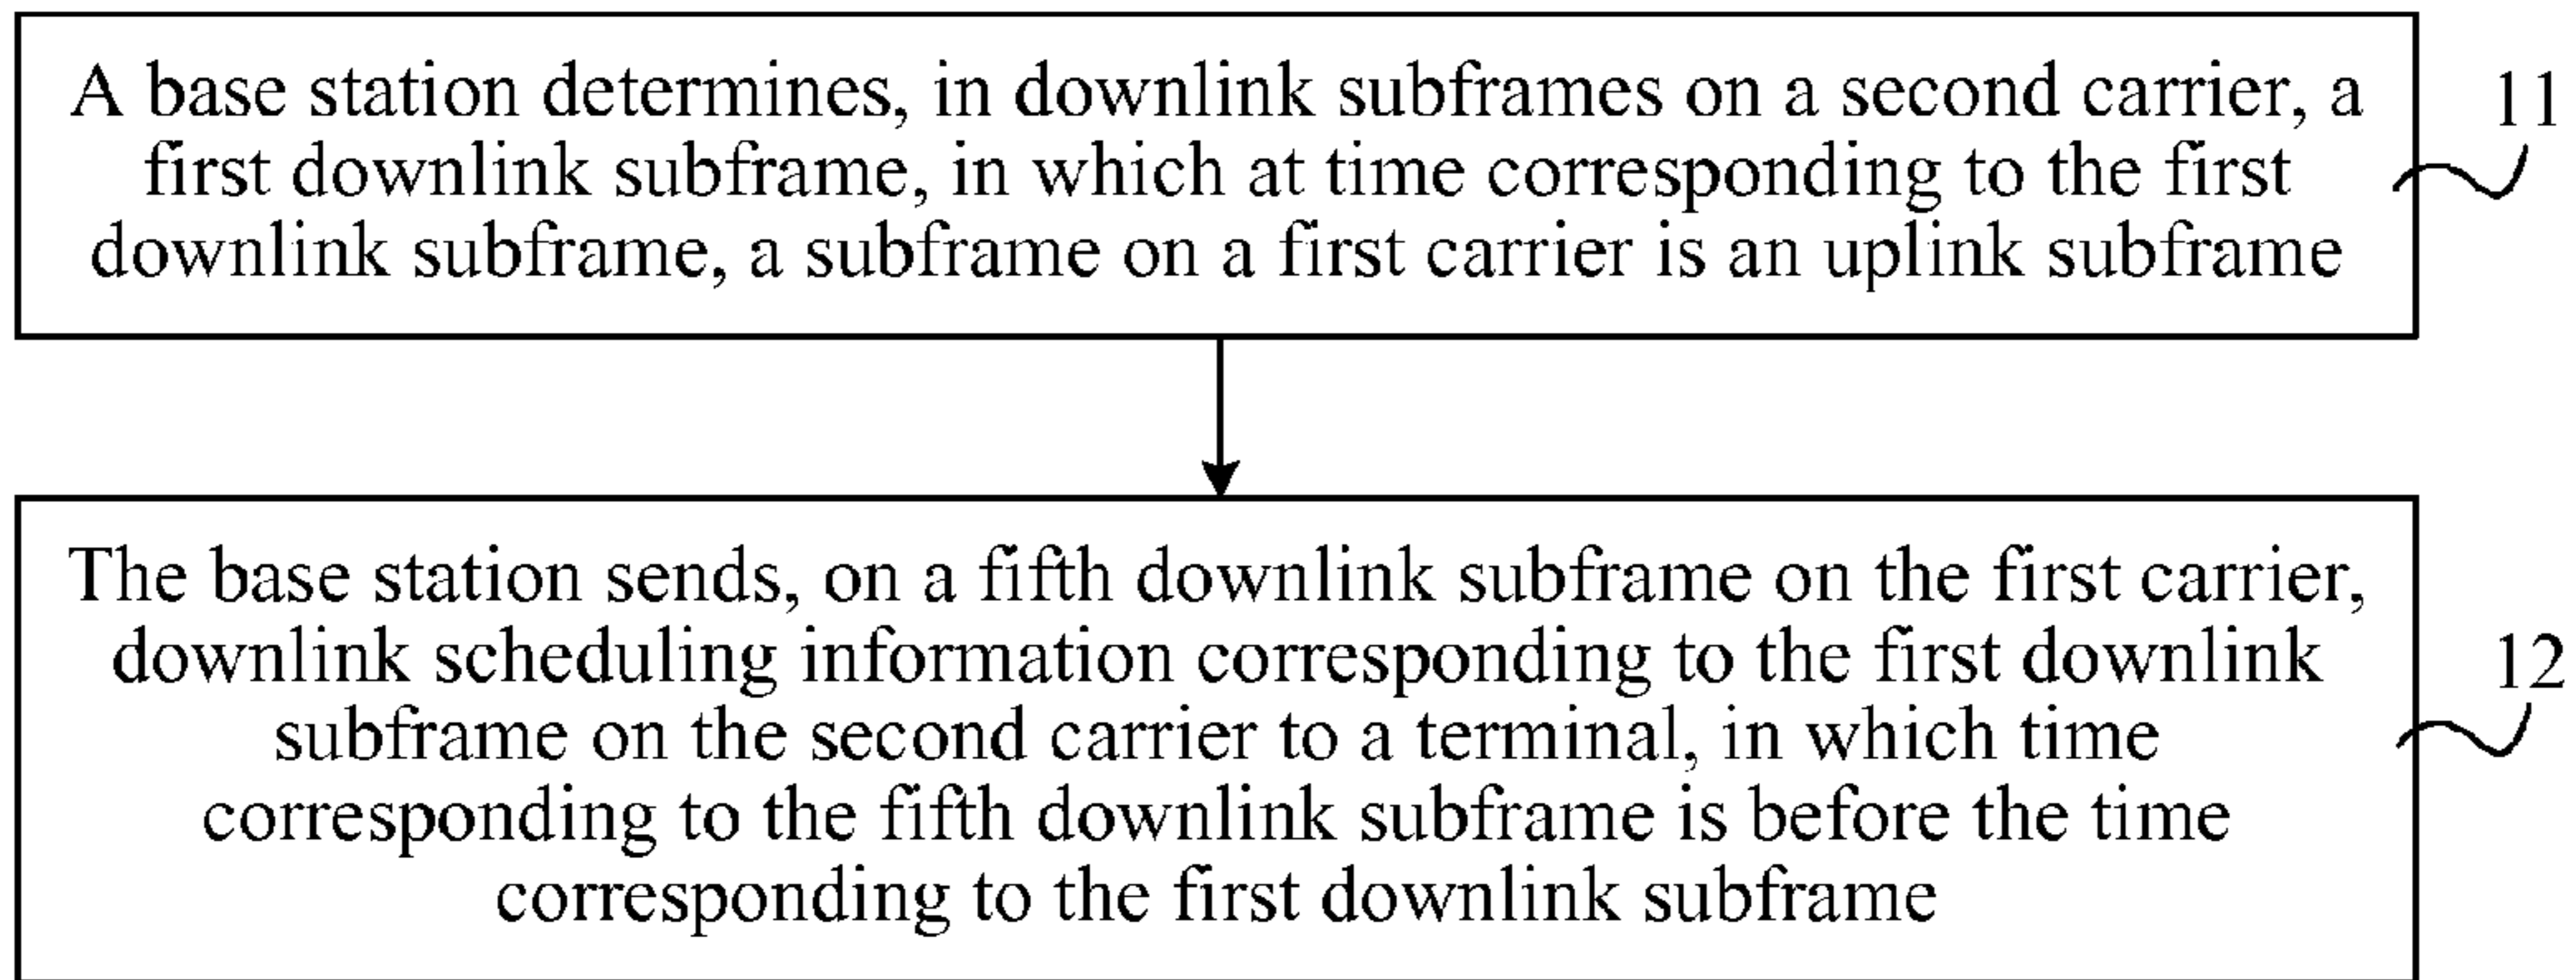 A base station determines, in downlink subframes on a second carrier, a
first downlink subframe, in which at time corresponding to the first
downlink subframe, a subframe on a first carrier is an uplink subframe
11
The base station sends, on a fifth downlink subframe on the first carrier,
downlink scheduling information corresponding to the first downlink
subframe on the second carrier to a terminal, in which time
corresponding to the fifth downlink subframe is before the time
corresponding to the first downlink subframe
12